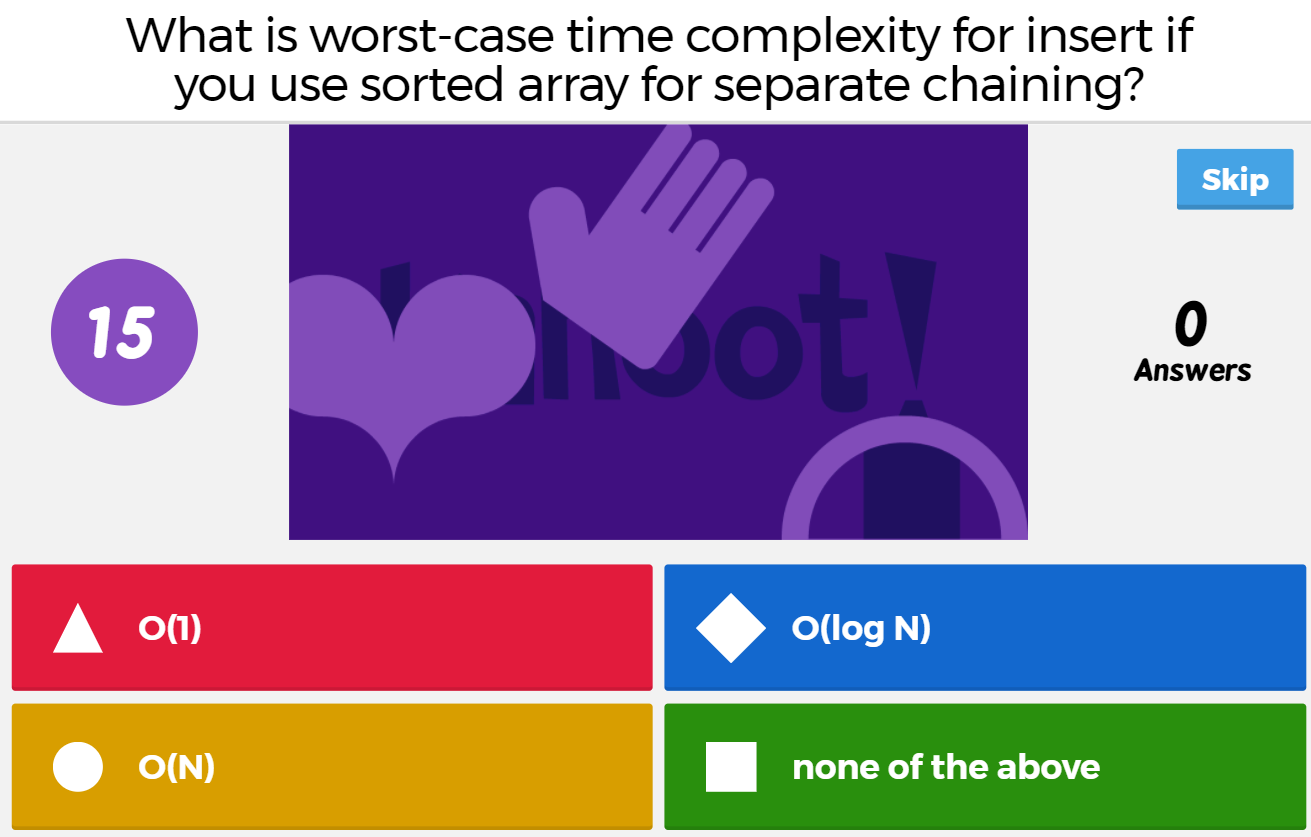 What is worst-case time complexity for insert if
you use sorted array for separate chaining?
Skip
15
0
Answers
O(1)
O(log N)
O(N)
none of the above